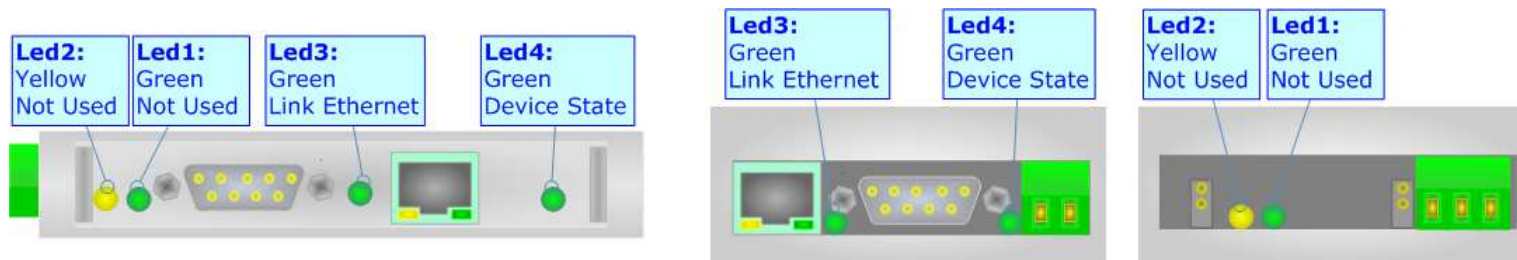 Led2:
Yellow
Not Used
Led1:
Green
Not Used
Led3:
Green
Link Ethernet
Led4:
Green
Device State
Led3:
Green
Link Ethernet
Led4:
Green
Device State
Led2:
Yellow
Not Used
Led1:
Green
Not Used